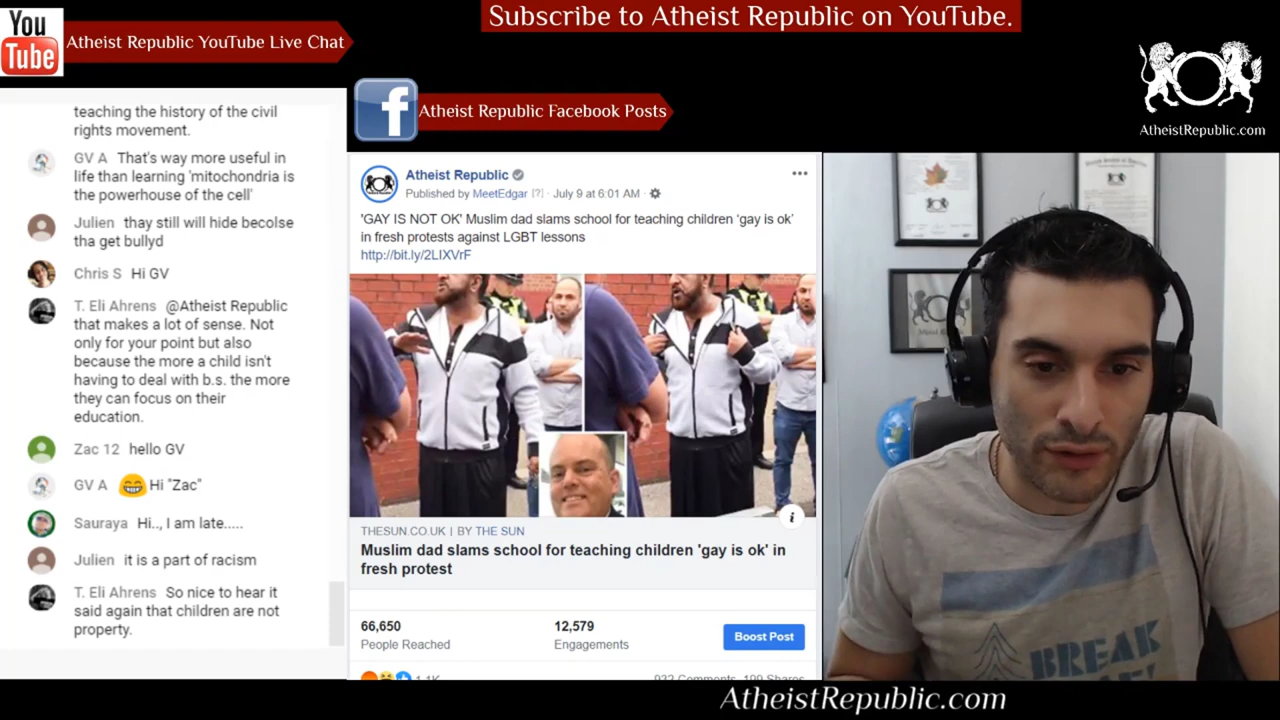 Subscribe to Atheist Republic on YouTube.
You
Tube
Atheist Republic YouTube Live Chat
AtheistRepublic.com
Atheist Republic Facebook Posts
teaching the history of the civil
rights movement.
GV A That's way more useful in
life than learning 'mitochondria is
the powerhouse of the cell'
Julien thay still will hide becolse
tha get bullyd
Chris S Hi GV
T. Eli Ahrens @Atheist Republic
that makes a lot of sense. Not
only for your point but also
because the more a child isn't
having to deal with b.s. the more
they can focus on their
education.
Zac 12 hello GV
GV A Hi "Zac"
Sauraya Hi.., I am late.....
Julien it is a part of racism
T. Eli Ahrens So nice to hear it
said again that children are not
property.
Atheist Republic
Published by MeetEdgar [?] · July 9 at 6:01 AM ·
'GAY IS NOT OK' Muslim dad slams school for teaching children 'gay is ok'
in fresh protests against LGBT lessons
http://bit.ly/2LIXVrF
THESUN.CO.UK | BY THE SUN
Muslim dad slams school for teaching children 'gay is ok' in
fresh protest
66,650
People Reached
12,579
Engagements
Boost Post
1.1K
932 Comments 199 Shares
BREAK
AtheistRepublic.com